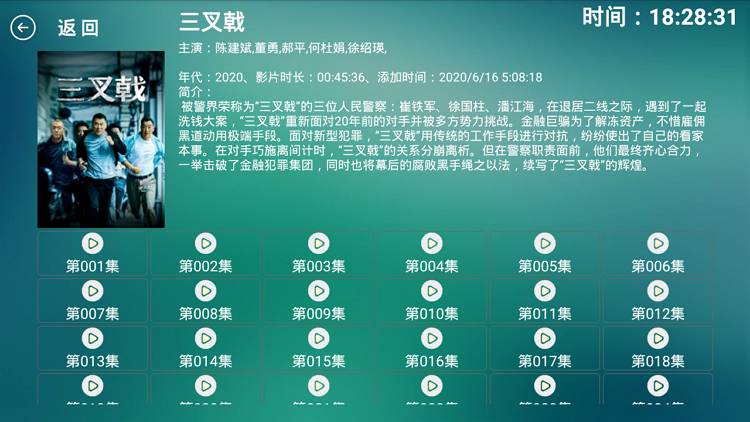 返回
三叉戟
时间：18:28:31
主演：陈建斌,董勇,郝平,何杜娟,徐绍瑛,
年代：2020、影片时长：00:45:36、添加时间：2020/6/16 5:08:18
简介：
被警界荣称为“三叉戟”的三位人民警察：崔铁军、徐国柱、潘江海，在退居二线之际，遇到了一起
洗钱大案，“三叉戟”重新面对20年前的对手并被多方势力挑战。金融巨骗为了解冻资产，不惜雇佣
黑道动用极端手段。面对新型犯罪，“三叉戟”用传统的工作手段进行对抗，纷纷使出了自己的看家
本事。在对手巧施离间计时，“三叉戟”的关系分崩离析。但在警察职责面前，他们最终齐心合力，
一举击破了金融犯罪集团，同时也将幕后的腐败黑手绳之以法，续写了“三叉戟”的辉煌。
三叉戟
第001集 第002集 第003集 第004集 第005集 第006集
第007集 第008集 第009集 第010集 第011集 第012集
第013集 第014集 第015集 第016集 第017集 第018集